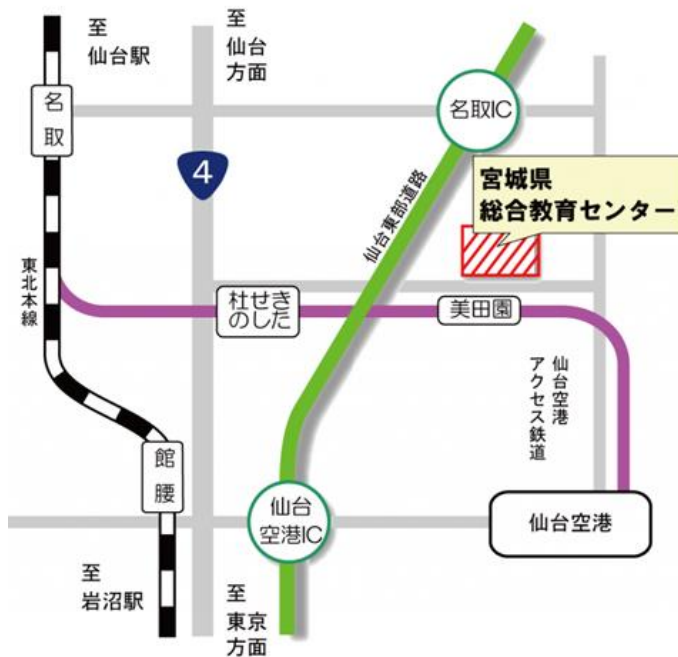 至
仙台駅
至
仙台
方面
名取
名取IC
4
宮城県
総合教育センター
仙台東部道路
東北本線
杜せき
のした
美田園
仙台空港
アクセス鉄道
館腰
仙台
空港IC
仙台空港
至
岩沼駅
至
東京
方面